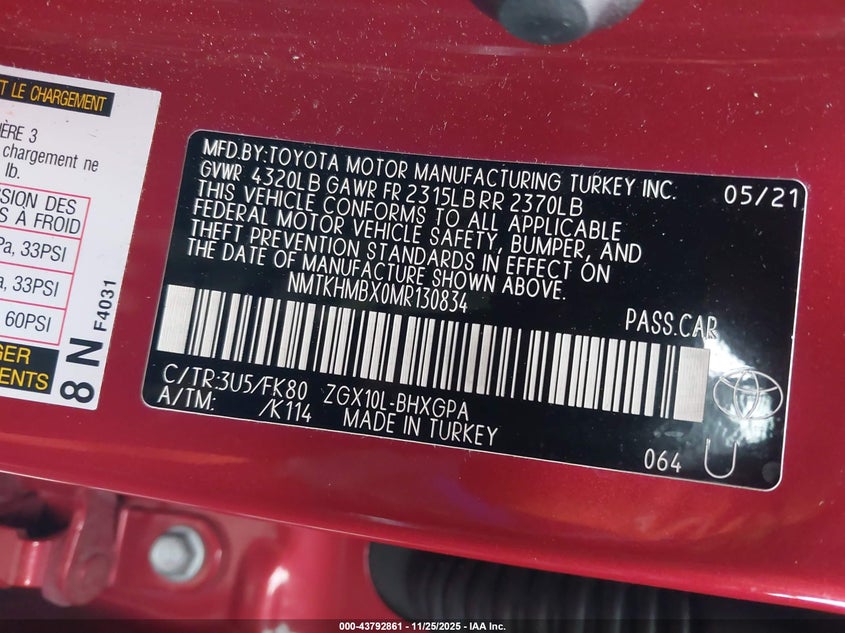 T LE CHARGEMENT
IÈRE 3
chargement ne
lb.
SION DES
S À FROID
Pa, 33PSI
a, 33PSI
60PSI
GER
MENTS
8 N F4031
MFD.BY:TOYOTA MOTOR MANUFACTURING TURKEY INC. 05/21
GVWR 4320LB GAWR FR 2315LB RR 2370LB
THIS VEHICLE CONFORMS TO ALL APPLICABLE
FEDERAL MOTOR VEHICLE SAFETY, BUMPER, AND
THEFT PREVENTION STANDARDS IN EFFECT ON
THE DATE OF MANUFACTURE SHOWN ABOVE.
NMTKHMBX0MR130834
PASS.CAR
C/TR:3U5/FK80 ZGX10L-BHXGPA
A/TM: /K114 MADE IN TURKEY
064
000-43792861 - 11/25/2025 - IAA Inc.